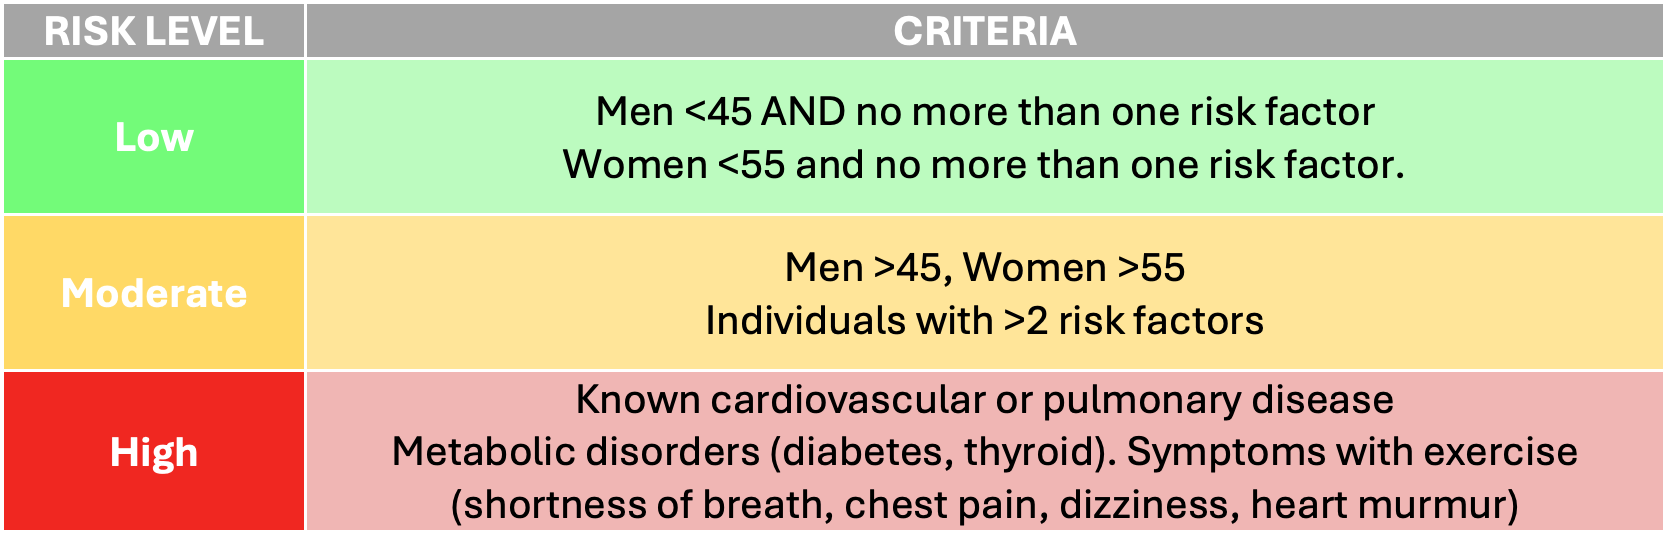 RISK LEVEL
CRITERIA
Low
Men <45 AND no more than one risk factor
Women <55 and no more than one risk factor.
Moderate
Men >45, Women >55
Individuals with >2 risk factors
High
Known cardiovascular or pulmonary disease
Metabolic disorders (diabetes, thyroid). Symptoms with exercise
(shortness of breath, chest pain, dizziness, heart murmur)